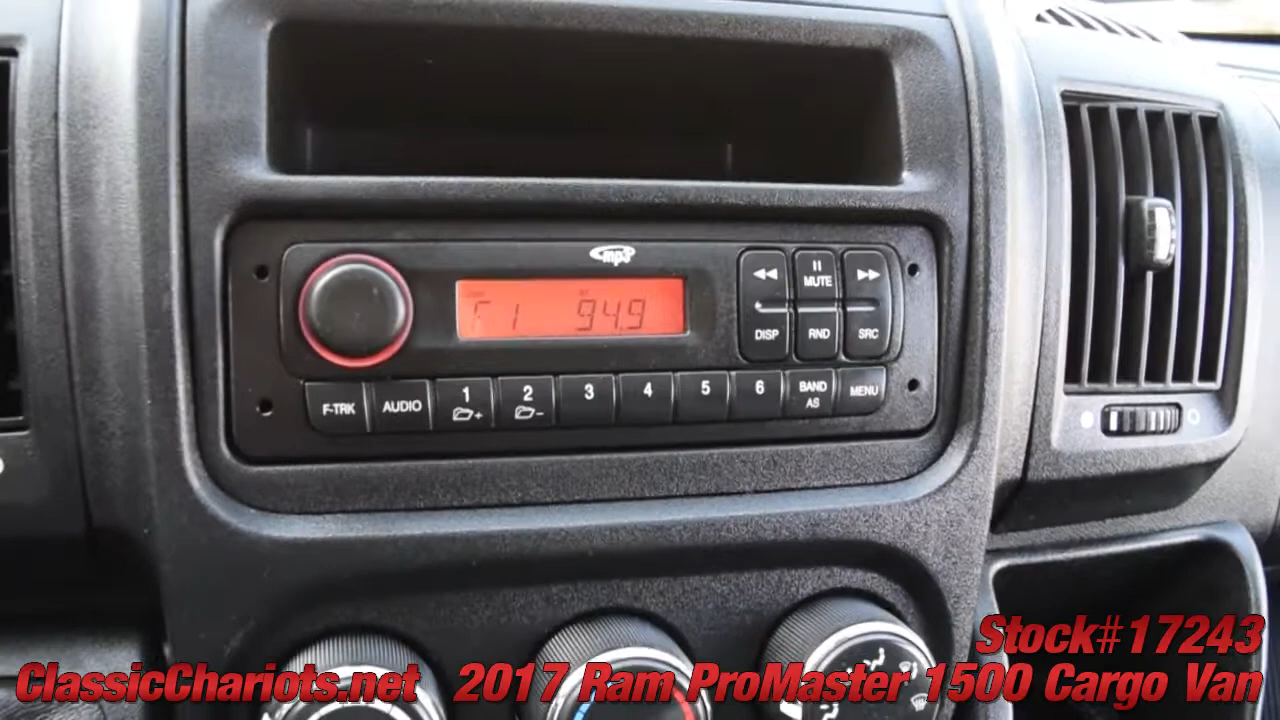 mp3
F1 94.9
MUTE
DISP RND SRC
F-TRK AUDIO 1 + 2 - 3 4 5 6 BAND AS MENU
Stock#17243
ClassicChariots.net 2017 Ram ProMaster 1500 Cargo Van